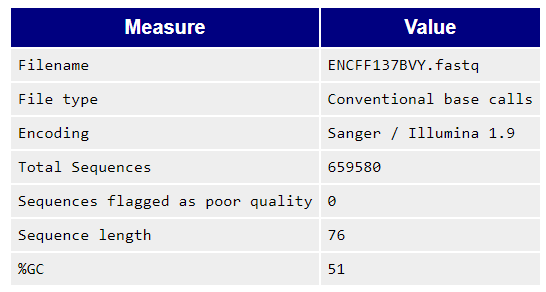 Measure Value
Filename ENCFF137BVY.fastq
File type Conventional base calls
Encoding Sanger / Illumina 1.9
Total Sequences 659580
Sequences flagged as poor quality 0
Sequence length 76
%GC 51